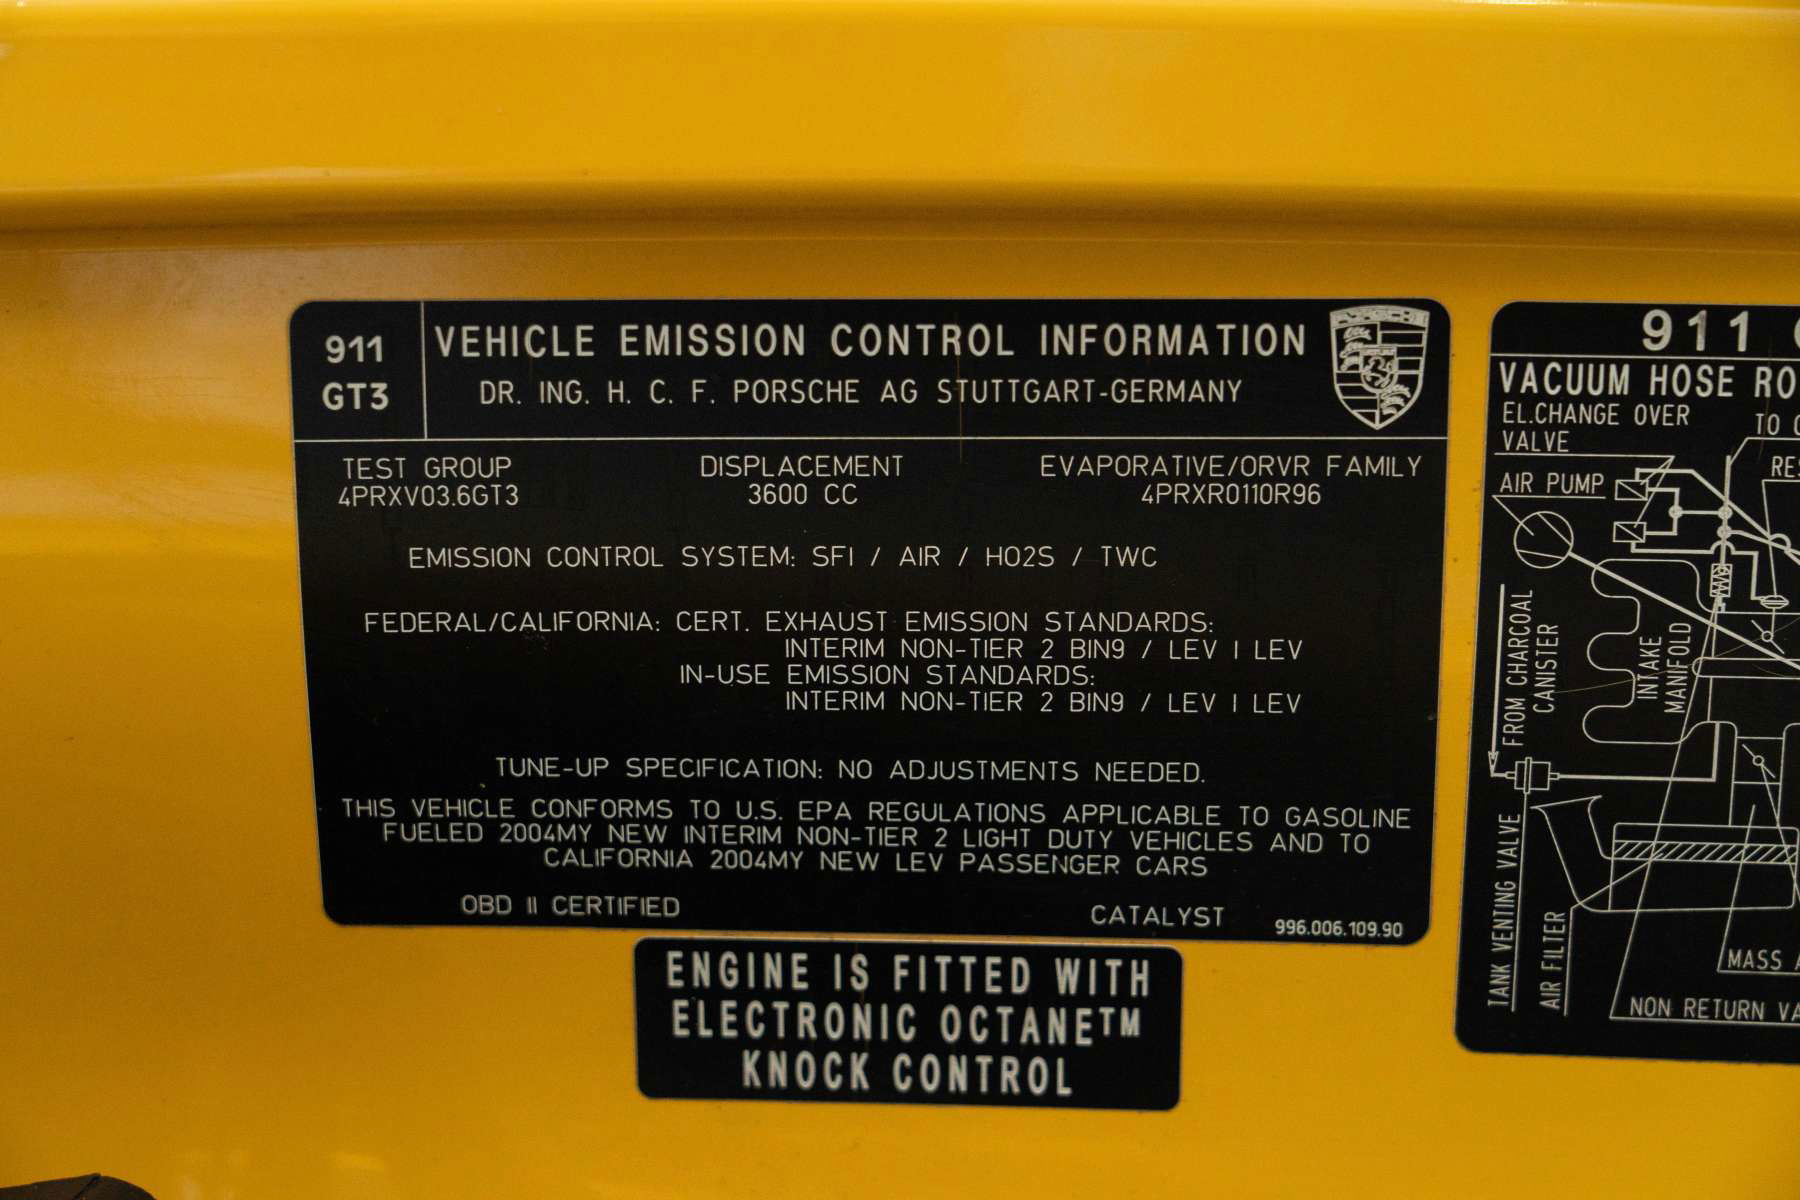 911
GT3
VEHICLE EMISSION CONTROL INFORMATION
DR. ING. H. C. F. PORSCHE AG STUTTGART-GERMANY
PORSCHE
TEST GROUP
4PRXV03.6GT3
DISPLACEMENT
3600 CC
EVAPORATIVE/ORVR FAMILY
4PRXR0110R96
EMISSION CONTROL SYSTEM: SFI / AIR / HO2S / TWC
FEDERAL/CALIFORNIA: CERT. EXHAUST EMISSION STANDARDS:
INTERIM NON-TIER 2 BIN9 / LEV I LEV
IN-USE EMISSION STANDARDS:
INTERIM NON-TIER 2 BIN9 / LEV I LEV
TUNE-UP SPECIFICATION: NO ADJUSTMENTS NEEDED.
THIS VEHICLE CONFORMS TO U.S. EPA REGULATIONS APPLICABLE TO GASOLINE
FUELED 2004MY NEW INTERIM NON-TIER 2 LIGHT DUTY VEHICLES AND TO
CALIFORNIA 2004MY NEW LEV PASSENGER CARS
OBD II CERTIFIED
CATALYST
996.006.109.90
ENGINE IS FITTED WITH
ELECTRONIC OCTANE™
KNOCK CONTROL
911
VACUUM HOSE
EL.CHANGE OVER
VALVE
TO
AIR PUMP
FROM CHARCOAL
CANISTER
INTAKE
MANIFOLD
TANK VENTING VALVE
AIR FILTER
MASS
NON RETURN